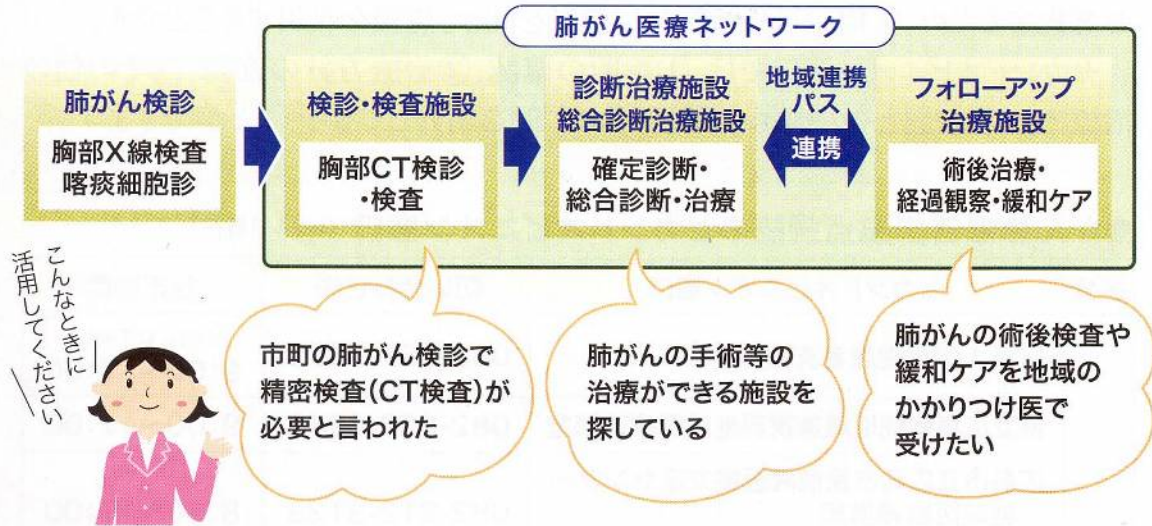 肺がん医療ネットワーク
肺がん検診
胸部X線検査
喀痰細胞診
検診・検査施設
胸部CT検診
・検査
診断治療施設
総合診断治療施設
確定診断・
総合診断・治療
地域連携
パス
連携
フォローアップ
治療施設
術後治療・
経過観察・緩和ケア
こんなときに
活用してください
市町の肺がん検診で
精密検査(CT検査)が
必要と言われた
肺がんの手術等の
治療ができる施設を
探している
肺がんの術後検査や
緩和ケアを地域の
かかりつけ医で
受けたい